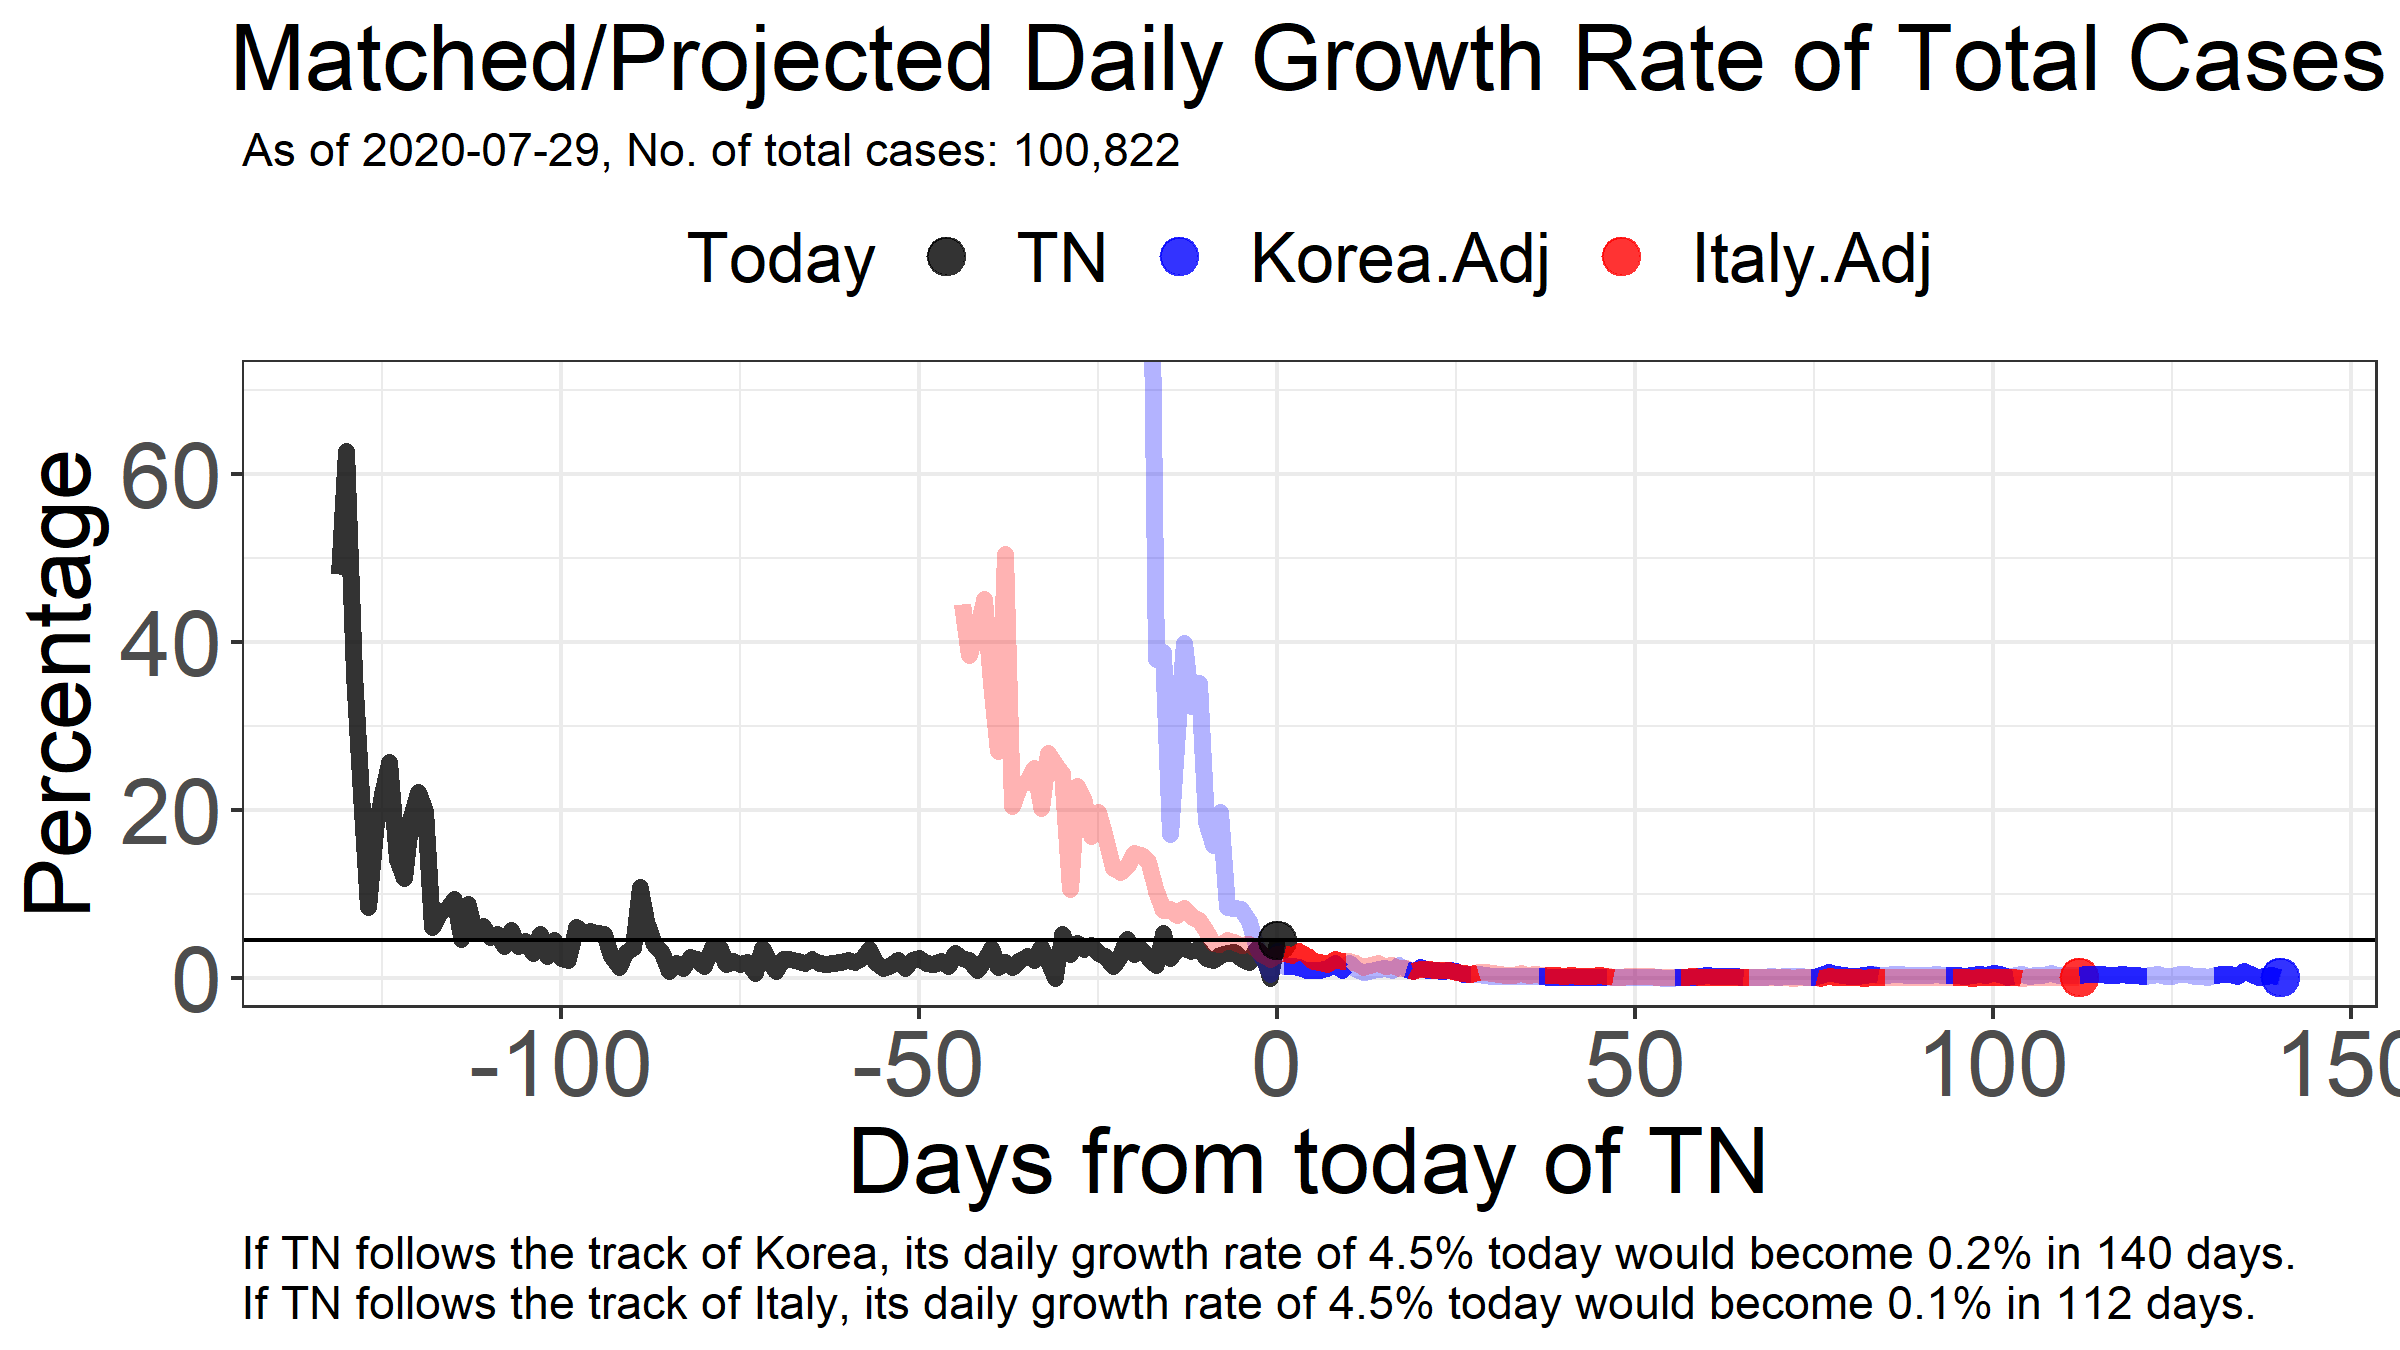 Matched/Projected Daily Growth Rate of Total Cases
As of 2020-07-29, No. of total cases: 100,822
Today TN Korea.Adj Italy.Adj
Percentage
60
40
20
0
-100 -50 0 50 100 150
Days from today of TN
If TN follows the track of Korea, its daily growth rate of 4.5% today would become 0.2% in 140 days.
If TN follows the track of Italy, its daily growth rate of 4.5% today would become 0.1% in 112 days.